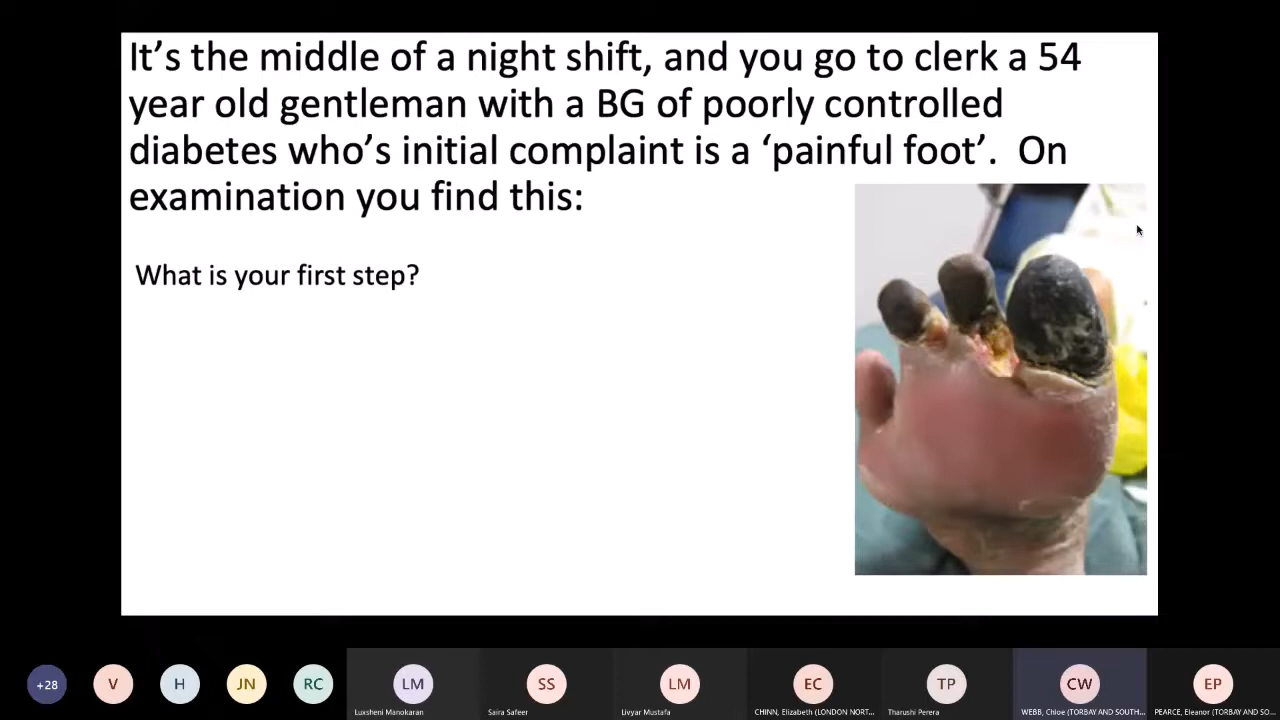 It's the middle of a night shift, and you go to clerk a 54
year old gentleman with a BG of poorly controlled
diabetes who's initial complaint is a ‘painful foot’. On
examination you find this:
What is your first step?
+28
V
H
JN
RC
LM
SS
LM
EC
TP
CW
EP
Luxsheni Manokaran
Saira Safeer
Livyar Mustafa
CHINN, Elizabeth (LONDON NORT...
Tharushi Perera
WEBB, Chloe (TORBAY AND SOUTH...
PEARCE, Eleanor (TORBAY AND SO...